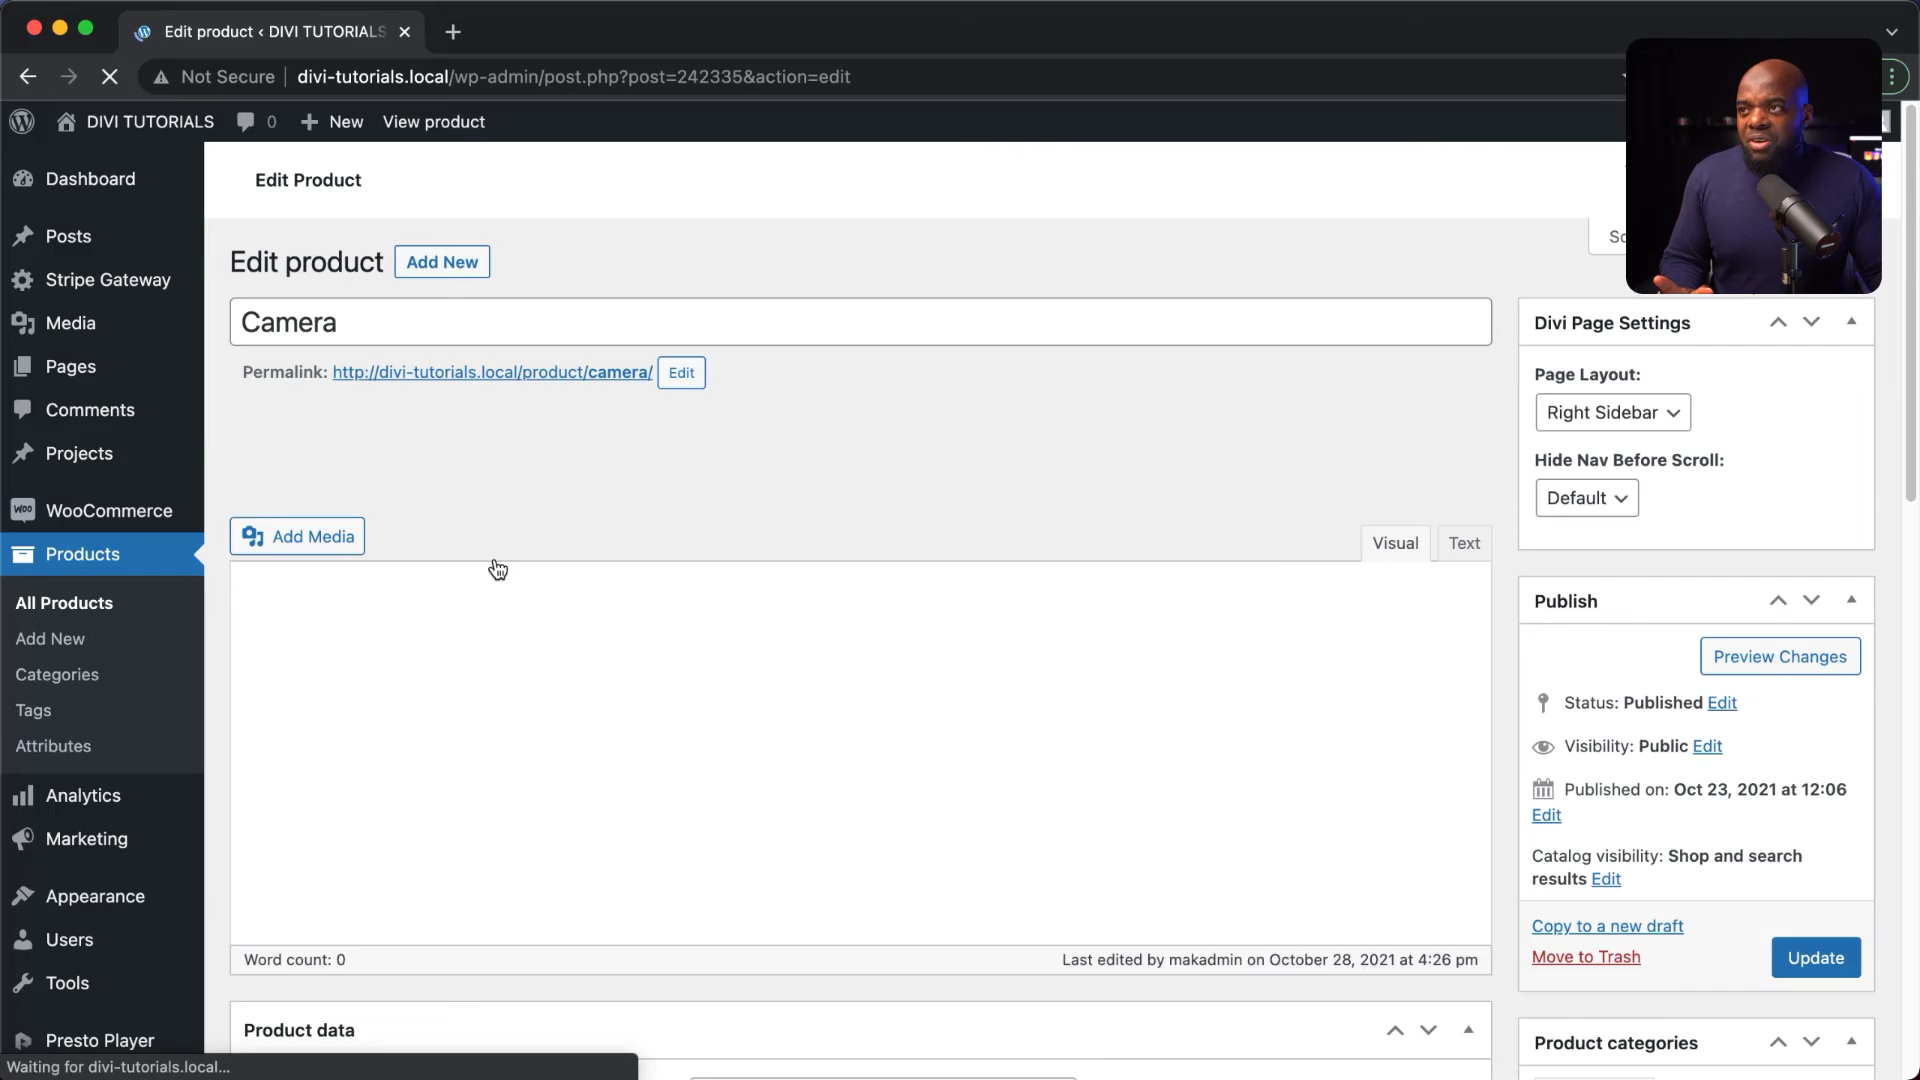 Edit product ‹ DIVI TUTORIALS
Not Secure
divi-tutorials.local/wp-admin/post.php?post=242335&action=edit
DIVI TUTORIALS
0
New
View product
Dashboard
Posts
Stripe Gateway
Media
Pages
Comments
Projects
WOO
WooCommerce
Products
All Products
Add New
Categories
Tags
Attributes
Analytics
Marketing
Appearance
Users
Tools
Presto Player
Waiting for divi-tutorials.local...
Edit Product
Edit product
Add New
Camera
Permalink: http://divi-tutorials.local/product/camera/
Edit
Add Media
Visual
Text
Word count: 0
Last edited by makadmin on October 28, 2021 at 4:26 pm
Product data
Divi Page Settings
Page Layout:
Right Sidebar
Hide Nav Before Scroll:
Default
Publish
Preview Changes
Status: Published Edit
Visibility: Public Edit
Published on: Oct 23, 2021 at 12:06
Edit
Catalog visibility: Shop and search
results Edit
Copy to a new draft
Move to Trash
Update
Product categories